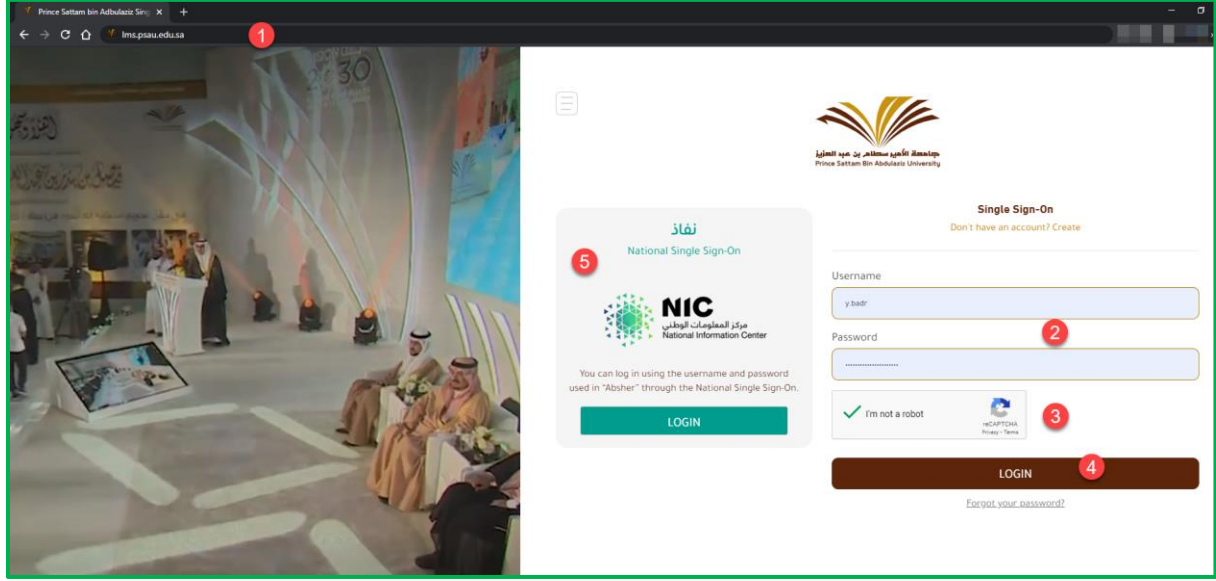 Prince Sattam bin Adbulaziz Sing
lms.psau.edu.sa
1
2030
جامعة الأمير سطام بن عبد العزيز
Prince Sattam Bin Abdulaziz University
نفاذ
National Single Sign-On
5
NIC
مركز المعلومات الوطني
National Information Center
You can log in using the username and password
used in "Absher" through the National Single Sign-On.
LOGIN
Single Sign-On
Don't have an account? Create
Username
y.badr
2
Password
I'm not a robot
reCAPTCHA
Privacy - Terms
3
LOGIN
4
Forgot your password?